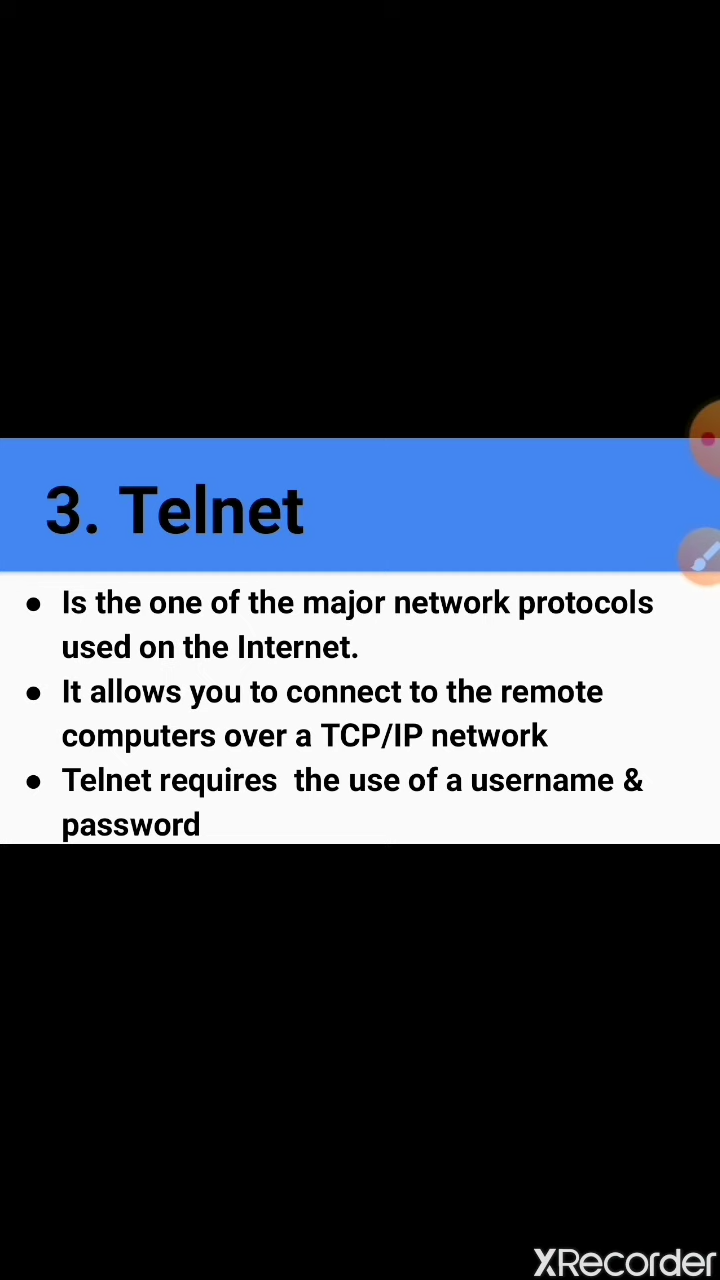 3. Telnet
● Is the one of the major network protocols
used on the Internet.
● It allows you to connect to the remote
computers over a TCP/IP network
● Telnet requires  the use of a username &
password
XRecorder